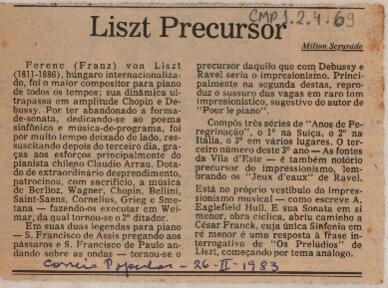 CMP 1.2.4-69
Liszt Precursor
Milton Segurado
Ferenc (Franz) von Liszt
(1811-1886), húngaro internacionaliza-
do, foi o maior compositor para piano
de todos os tempos; sua dinâmica ul-
trapassa em amplitude Chopin e De-
bussy. Por ter abandonado a forma-
de-sonata, dedicando-se ao poema
sinfônico e música-de-programa, foi
por muito tempo deixado de lado, res-
suscitando depois do terceiro dia, gra-
ças aos esforços principalmente do
pianista chileno Claudio Arrau. Dota-
do de extraordinário desprendimento,
patrocinou, com sacrifício, a música
de Berlioz, Wagner, Chopin, Bellini,
Saint-Saens, Cornelius, Grieg e Sme-
tana — fazendo-os executar em Wei-
mar, da qual tornou-se o 2º ditador.
Em suas duas legendas para piano
— S. Francisco de Assis pregando aos
pássaros e S. Francisco de Paulo an-
dando sobre as ondas — tornou-se o
precursor daquilo que com Debussy e
Ravel seria o impressionismo. Princi-
palmente na segunda destas, repro-
duz o sussuro das vagas em raro tom
impressionístico, sugestivo do autor de
"Pour le piano".
Compôs três séries de "Anos de Pe-
regrinação", o 1º na Suíça, o 2º na
Itália, o 3º em vários lugares. O ter-
ceiro número deste 3º ano — As fontes
da Vila d'Este — é também notório
precursor do impressionismo, lem-
brando os "Jeux d'eaux" de Ravel.
Está no próprio vestíbulo do impres-
sionismo musical — como escreve A.
Eaglefield Hull. E sua Sonata em si
menor, obra cíclica, abriu caminho a
César Franck, cuja única Sinfonia em
ré menor é uma resposta à frase in-
terrogativa de "Os Prelúdios" de
Liszt, começando por tema análogo.
Correio Popular - 26-II-1983